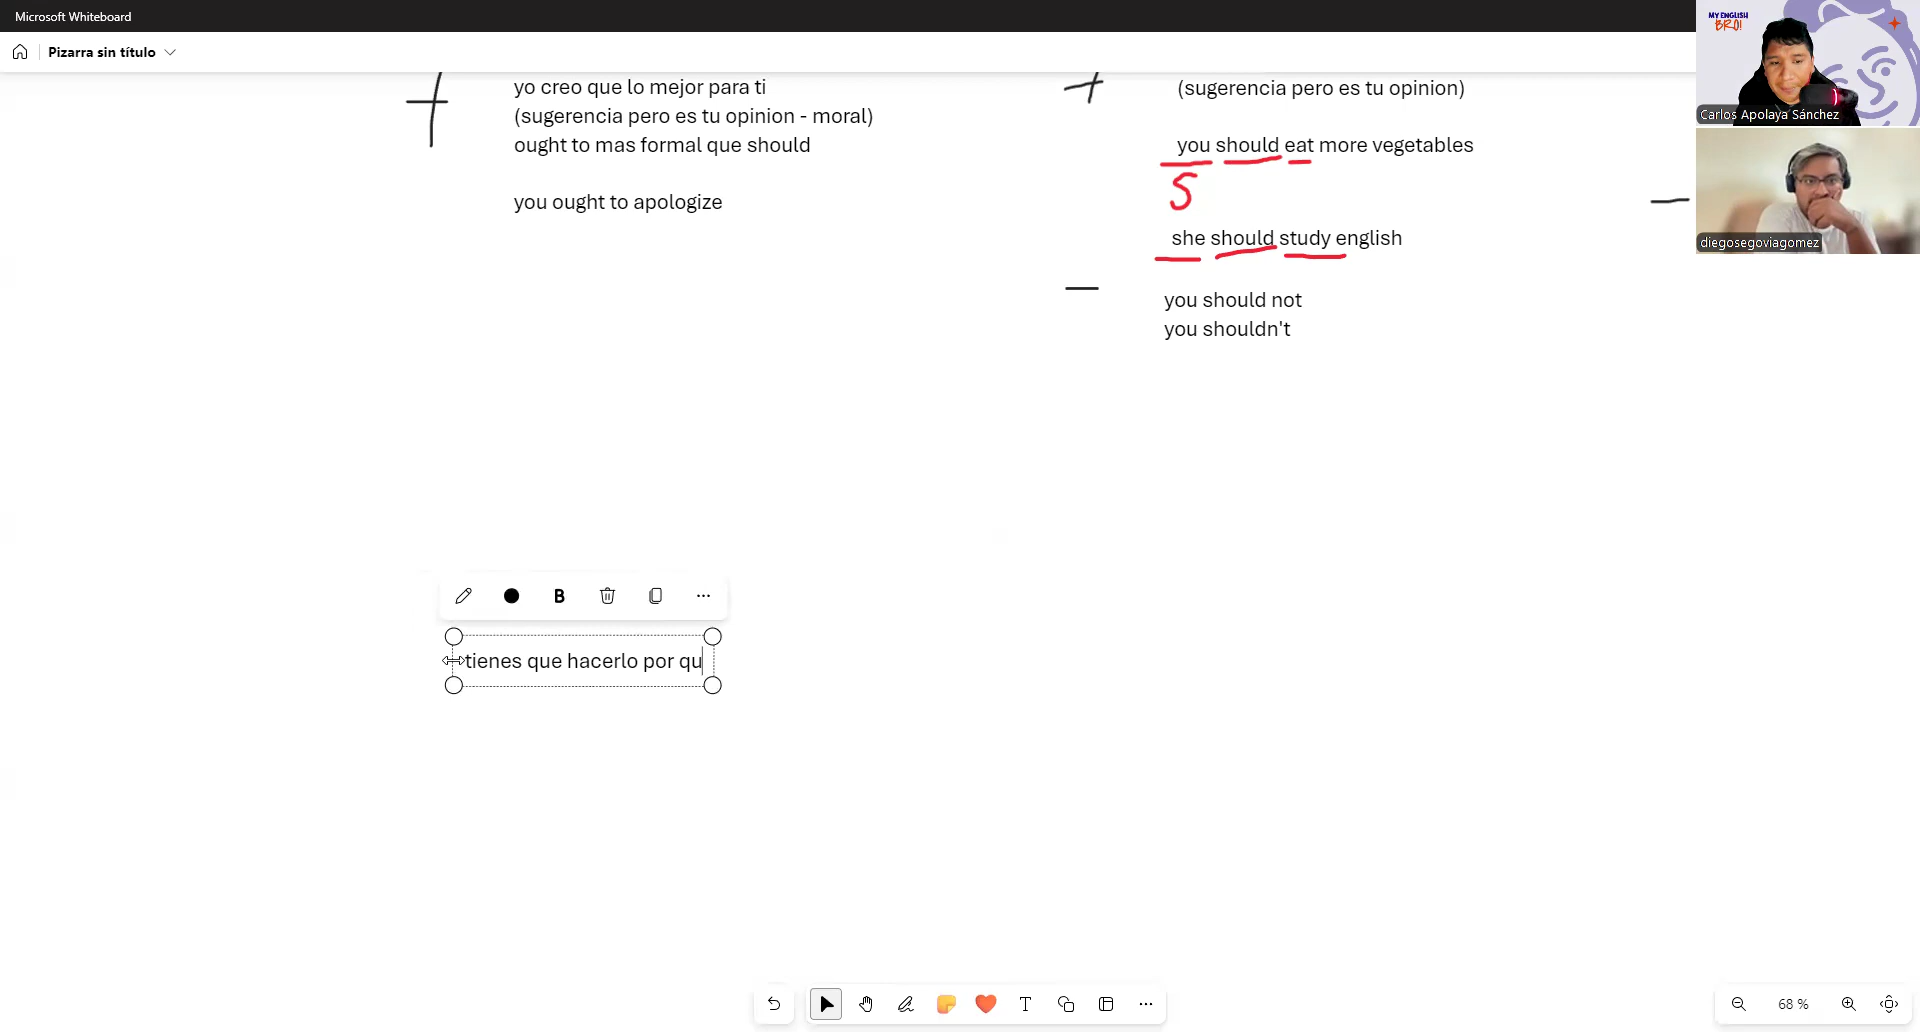 Microsoft Whiteboard
Pizarra sin título
MY ENGLISH
BRO!
Carlos Apolaya Sánchez
diegosegoviagomez
yo creo que lo mejor para ti
(sugerencia pero es tu opinion - moral)
ought to mas formal que should
you ought to apologize
(sugerencia pero es tu opinion)
you should eat more vegetables
S
she should study english
you should not
you shouldn't
B
tienes que hacerlo por qu
T
68 %